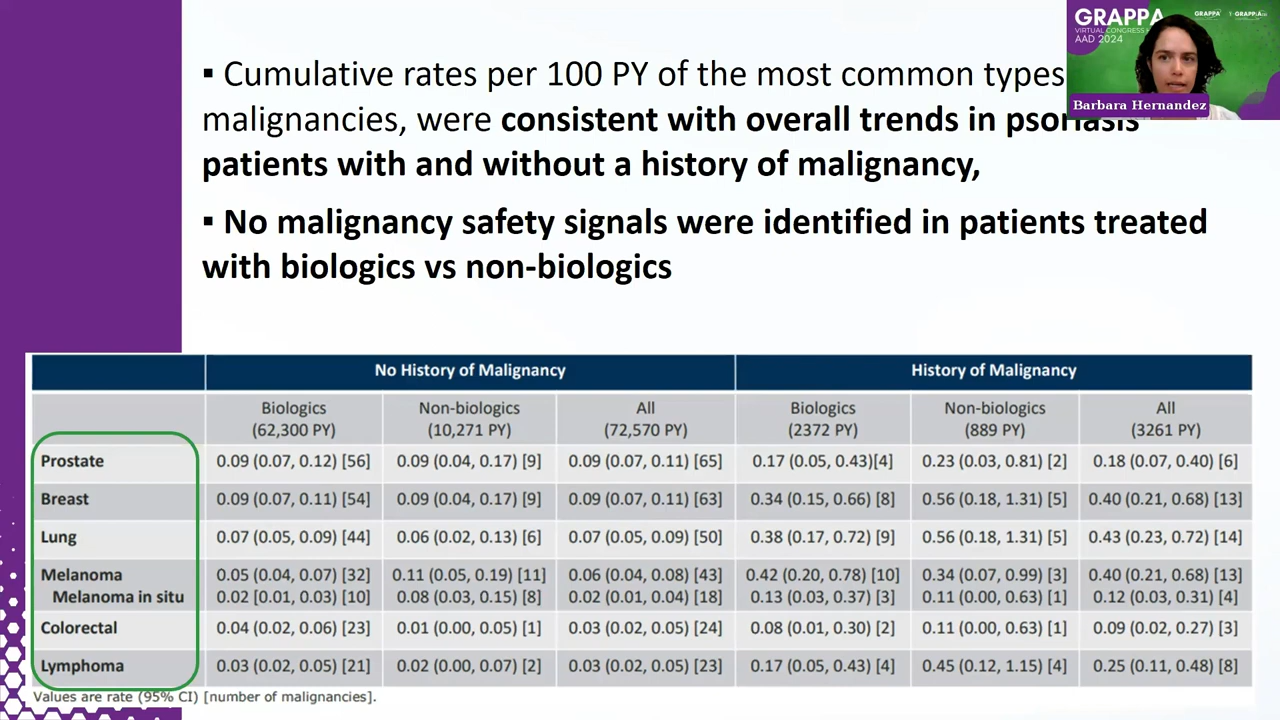 GRAPPA
VIRTUAL CONGRESS
AAD 2024
GRAPPA
Barbara Hernandez
▪ Cumulative rates per 100 PY of the most common types
malignancies, were consistent with overall trends in psoriasis
patients with and without a history of malignancy,
▪ No malignancy safety signals were identified in patients treated
with biologics vs non-biologics
No History of Malignancy History of Malignancy
Biologics Non-biologics All Biologics Non-biologics All
(62,300 PY) (10,271 PY) (72,570 PY) (2372 PY) (889 PY) (3261 PY)
Prostate 0.09 (0.07, 0.12) [56] 0.09 (0.04, 0.17) [9] 0.09 (0.07, 0.11) [65] 0.17 (0.05, 0.43)[4] 0.23 (0.03, 0.81) [2] 0.18 (0.07, 0.40) [6]
Breast 0.09 (0.07, 0.11) [54] 0.09 (0.04, 0.17) [9] 0.09 (0.07, 0.11) [63] 0.34 (0.15, 0.66) [8] 0.56 (0.18, 1.31) [5] 0.40 (0.21, 0.68) [13]
Lung 0.07 (0.05, 0.09) [44] 0.06 (0.02, 0.13) [6] 0.07 (0.05, 0.09) [50] 0.38 (0.17, 0.72) [9] 0.56 (0.18, 1.31) [5] 0.43 (0.23, 0.72) [14]
Melanoma 0.05 (0.04, 0.07) [32] 0.11 (0.05, 0.19) [11] 0.06 (0.04, 0.08) [43] 0.42 (0.20, 0.78) [10] 0.34 (0.07, 0.99) [3] 0.40 (0.21, 0.68) [13]
Melanoma in situ 0.02 [0.01, 0.03) [10] 0.08 (0.03, 0.15) [8] 0.02 (0.01, 0.04) [18] 0.13 (0.03, 0.37) [3] 0.11 (0.00, 0.63) [1] 0.12 (0.03, 0.31) [4]
Colorectal 0.04 (0.02, 0.06) [23] 0.01 (0.00, 0.05) [1] 0.03 (0.02, 0.05) [24] 0.08 (0.01, 0.30) [2] 0.11 (0.00, 0.63) [1] 0.09 (0.02, 0.27) [3]
Lymphoma 0.03 (0.02, 0.05) [21] 0.02 (0.00, 0.07) [2] 0.03 (0.02, 0.05) [23] 0.17 (0.05, 0.43) [4] 0.45 (0.12, 1.15) [4] 0.25 (0.11, 0.48) [8]
Values are rate (95% CI) [number of malignancies].